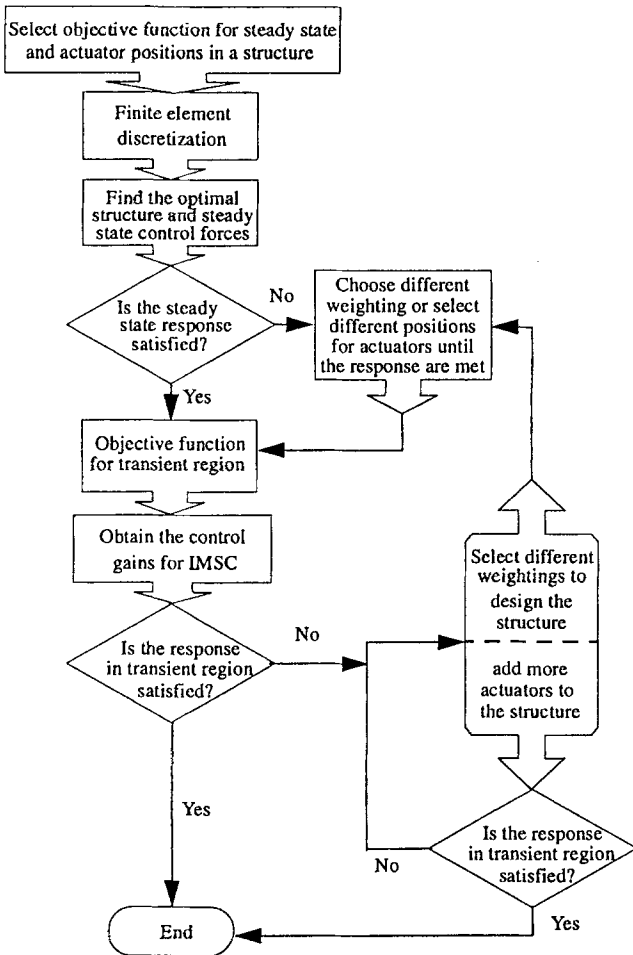 Select objective function for steady state
and actuator positions in a structure
Finite element
discretization
Find the optimal
structure and steady
state control forces
Is the steady
state response
satisfied?
No
Yes
Choose different
weighting or select
different positions
for actuators until
the response are met
Objective function
for transient region
Obtain the control
gains for IMSC
Is the response
in transient region
satisfied?
No
Yes
Select different
weightings to
design the
structure
add more
actuators to
the structure
Is the response
in transient region
satisfied?
No
Yes
End